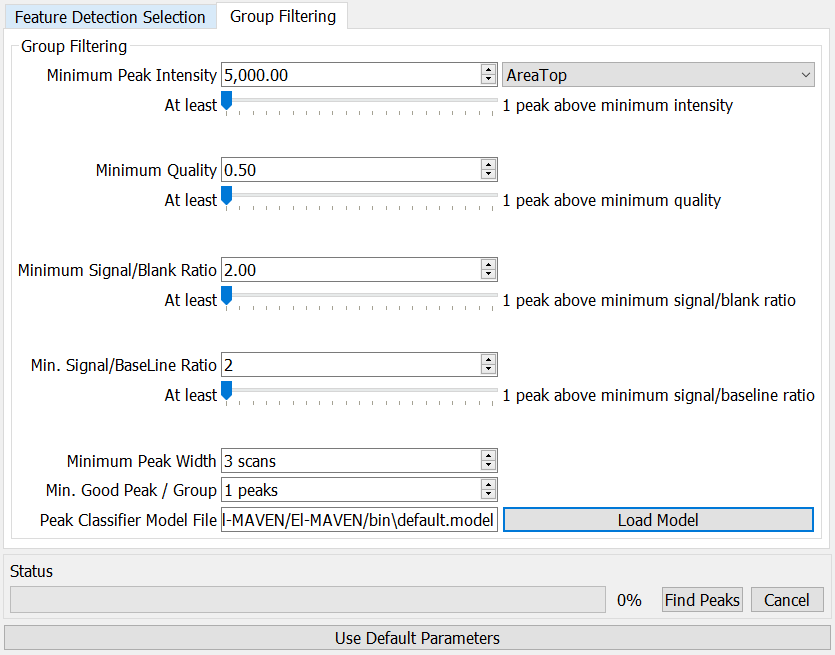 Feature Detection Selection Group Filtering
Group Filtering
Minimum Peak Intensity 5,000.00 AreaTop
At least 1 peak above minimum intensity
Minimum Quality 0.50
At least 1 peak above minimum quality
Minimum Signal/Blank Ratio 2.00
At least 1 peak above minimum signal/blank ratio
Min. Signal/BaseLine Ratio 2
At least 1 peak above minimum signal/baseline ratio
Minimum Peak Width 3 scans
Min. Good Peak / Group 1 peaks
Peak Classifier Model File l-MAVEN/El-MAVEN/bin\default.model Load Model
Status
0% Find Peaks Cancel
Use Default Parameters